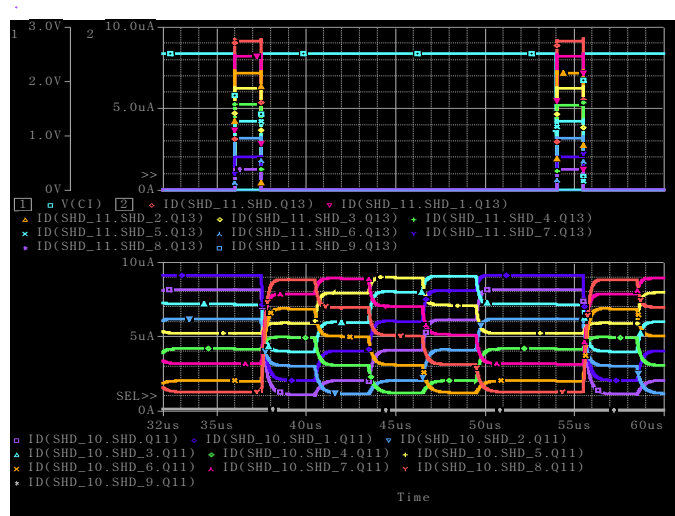 1 3.0V 2 10.0uA
2.0V
5.0uA
1.0V
>>
0V 0A
1 V(CI) 2 ID(SHD_11.SHD.Q13) ID(SHD_11.SHD_1.Q13)
ID(SHD_11.SHD_2.Q13) ID(SHD_11.SHD_3.Q13) ID(SHD_11.SHD_4.Q13)
ID(SHD_11.SHD_5.Q13) ID(SHD_11.SHD_6.Q13) ID(SHD_11.SHD_7.Q13)
ID(SHD_11.SHD_8.Q13) ID(SHD_11.SHD_9.Q13)
10uA
5uA
SEL>>
0A
32us 35us 40us 45us 50us 55us 60us
ID(SHD_10.SHD.Q11) ID(SHD_10.SHD_1.Q11) ID(SHD_10.SHD_2.Q11)
ID(SHD_10.SHD_3.Q11) ID(SHD_10.SHD_4.Q11) ID(SHD_10.SHD_5.Q11)
ID(SHD_10.SHD_6.Q11) ID(SHD_10.SHD_7.Q11) ID(SHD_10.SHD_8.Q11)
ID(SHD_10.SHD_9.Q11)
Time